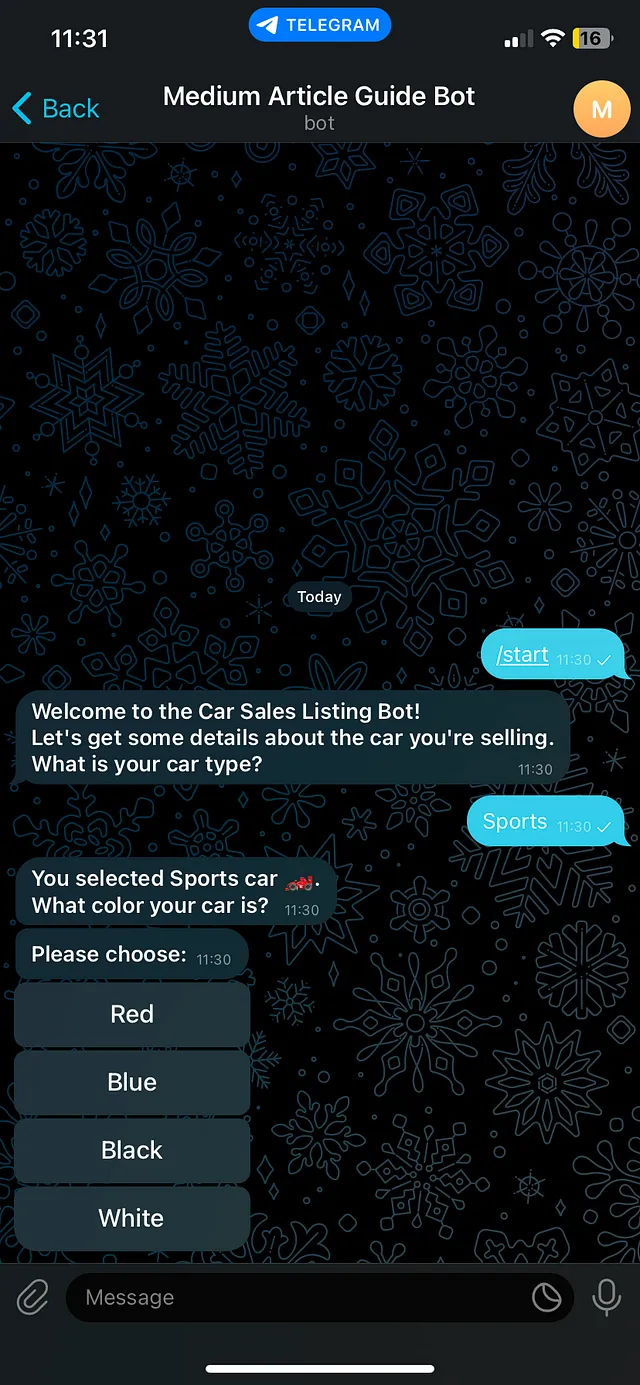 11:31
TELEGRAM
16
Back
Medium Article Guide Bot
bot
M
Today
/start 11:30
Welcome to the Car Sales Listing Bot!
Let's get some details about the car you're selling.
What is your car type?
11:30
Sports 11:30
You selected Sports car 🏎️.
What color your car is? 11:30
Please choose: 11:30
Red
Blue
Black
White
Message